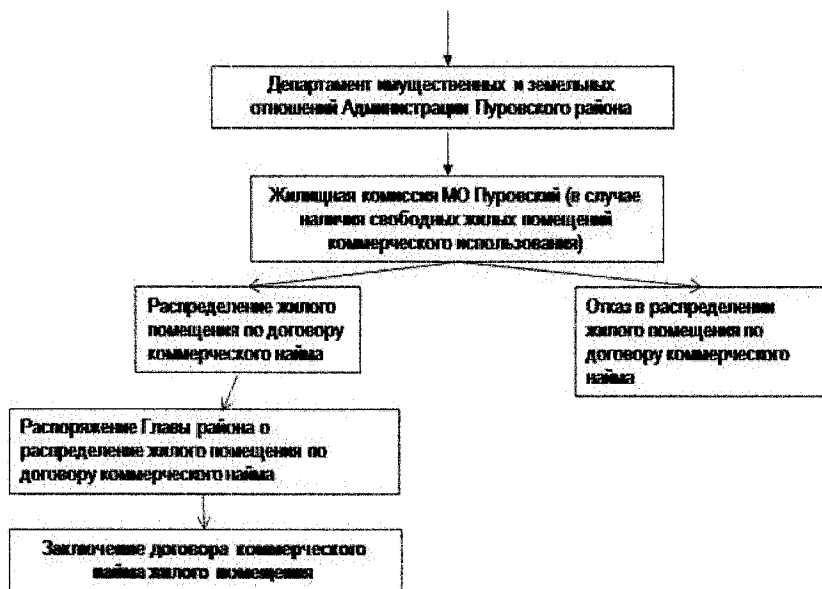 Департамент имущественных и земельных
отношений Администрации Пуровского района
Жилищная комиссия МО Пуровский (в случае
наличия свободных жилых помещений
коммерческого использования)
Распределение жилого
помещения по договору
коммерческого найма
Отказ в распределении
жилого помещения по
договору коммерческого
найма
Распоряжение Главы района о
распределение жилого помещения по
договору коммерческого найма
Заключение договора коммерческого
найма жилого помещения